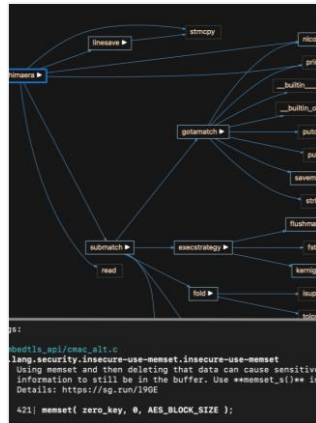 stmcpy
linesave ▶
nico
himaera ▶
prin
__builtin___
__builtin_o
gotamatch ▶
putc
pu
savem
strl
flushma
submatch ▶
execstrategy ▶
fst
read
kernig
fold ▶
isup
tolo
gs:
mbedtls_api/cmac_alt.c
.lang.security.insecure-use-memset.insecure-use-memset
Using memset and then deleting that data can cause sensitive
information to still be in the buffer. Use **memset_s()** in
Details: https://sg.run/l9GE
421| memset( zero_key, 0, AES_BLOCK_SIZE );